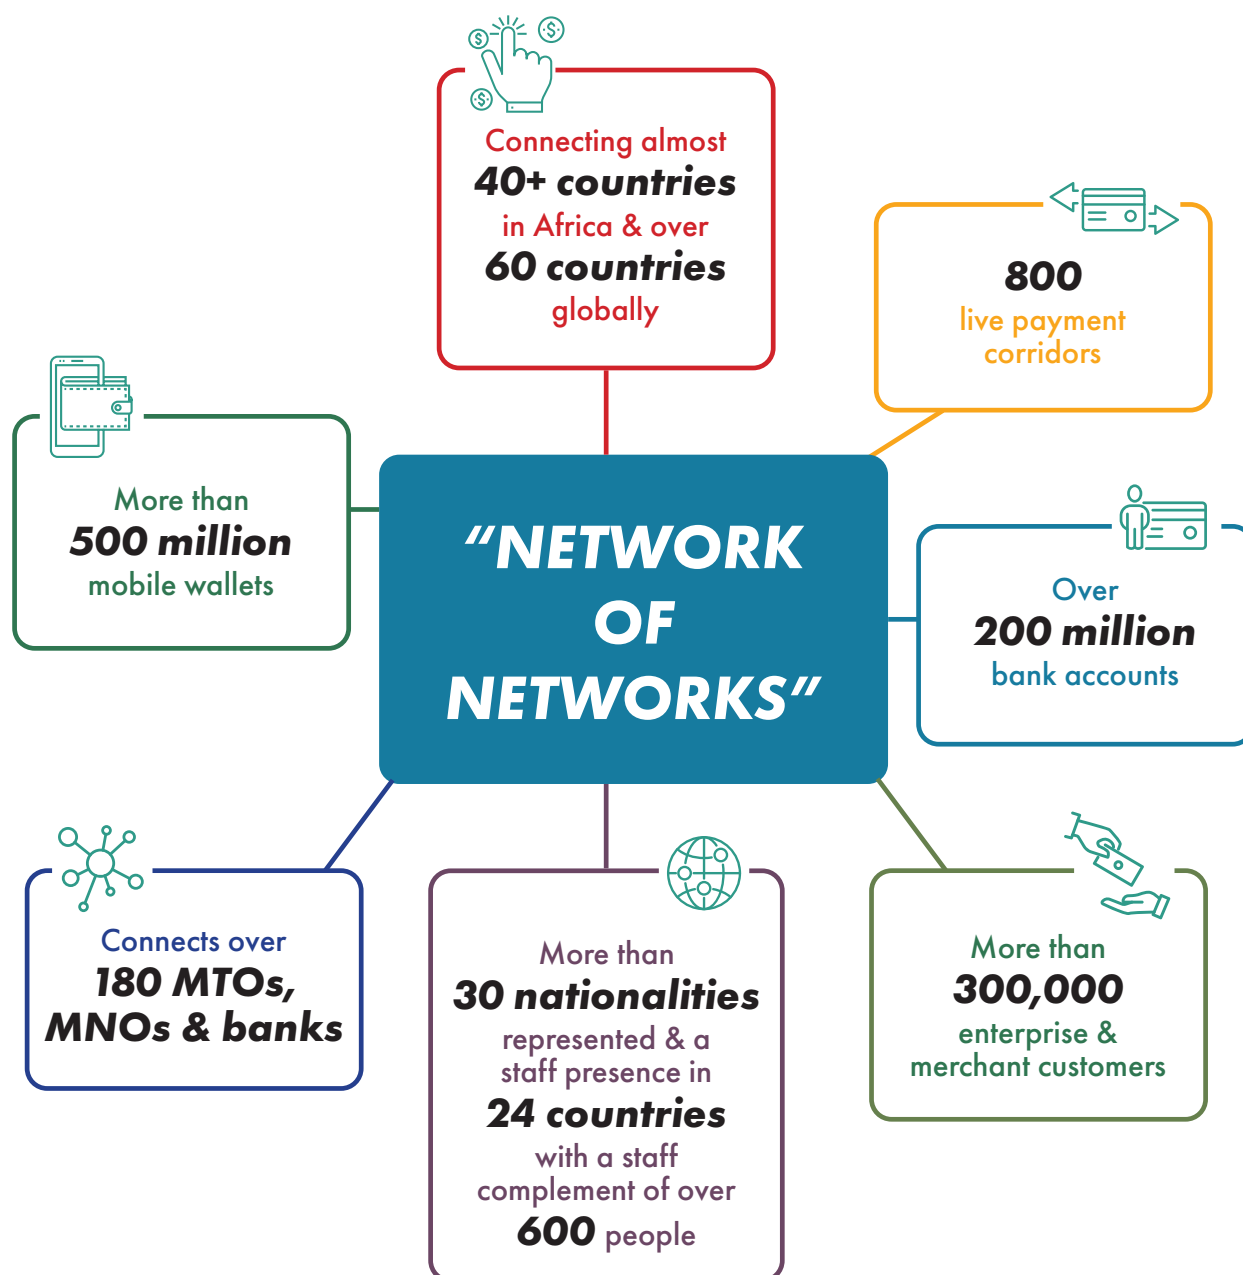 Connecting almost
40+ countries
in Africa & over
60 countries
globally
800
live payment
corridors
More than
500 million
mobile wallets
"NETWORK
OF
NETWORKS"
Over
200 million
bank accounts
Connects over
180 MTOs,
MNOs & banks
More than
30 nationalities
represented & a
staff presence in
24 countries
with a staff
complement of over
600 people
More than
300,000
enterprise &
merchant customers